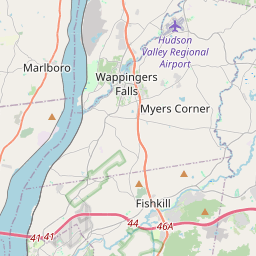 Hudson
Valley Regional
Airport
Marlboro
Wappingers
Falls
Myers Corner
Fishkill
44
46A
41 41